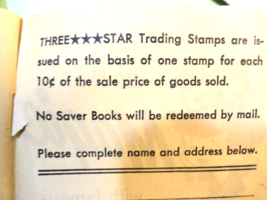 THREE★★★STAR Trading Stamps are is-
sued on the basis of one stamp for each
10¢ of the sale price of goods sold.
No Saver Books will be redeemed by mail.
Please complete name and address below.